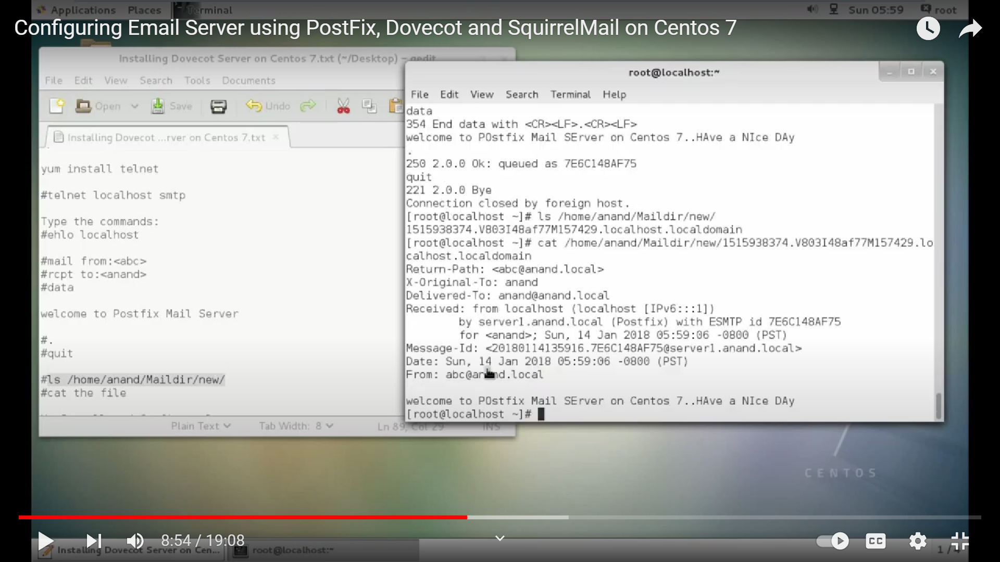 Applications Places Terminal Sun 05:59 root
Configuring Email Server using PostFix, Dovecot and SquirrelMail on Centos 7
Installing Dovecot Server on Centos 7.txt (~/Desktop) – gedit
File Edit View Search Tools Documents
Open Save Undo
Installing Dovecot ...rver on Centos 7.txt
yum install telnet
#telnet localhost smtp
Type the commands:
#ehlo localhost
#mail from:<abc>
#rcpt to:<anand>
#data
welcome to Postfix Mail Server
#.
#quit
#ls /home/anand/Maildir/new/
#cat the file
Plain Text Tab Width: 8 Ln 89, Col 29 INS
root@localhost:~
File Edit View Search Terminal Help
data
354 End data with <CR><LF>.<CR><LF>
welcome to POstfix Mail SErver on Centos 7..HAve a NIce DAy
.
250 2.0.0 Ok: queued as 7E6C148AF75
quit
221 2.0.0 Bye
Connection closed by foreign host.
[root@localhost ~]# ls /home/anand/Maildir/new/
1515938374.V803I48af77M157429.localhost.localdomain
[root@localhost ~]# cat /home/anand/Maildir/new/1515938374.V803I48af77M157429.lo
calhost.localdomain
Return-Path: <abc@anand.local>
X-Original-To: anand
Delivered-To: anand@anand.local
Received: from localhost (localhost [IPv6:::1])
by server1.anand.local (Postfix) with ESMTP id 7E6C148AF75
for <anand>; Sun, 14 Jan 2018 05:59:06 -0800 (PST)
Message-Id: <20180114135916.7E6C148AF75@server1.anand.local>
Date: Sun, 14 Jan 2018 05:59:06 -0800 (PST)
From: abc@anand.local
welcome to POstfix Mail SErver on Centos 7..HAve a NIce DAy
[root@localhost ~]#
CENTOS
8:54 / 19:08 CC
Installing Dovecot Server on Cen... root@localhost:~ 1 / 4